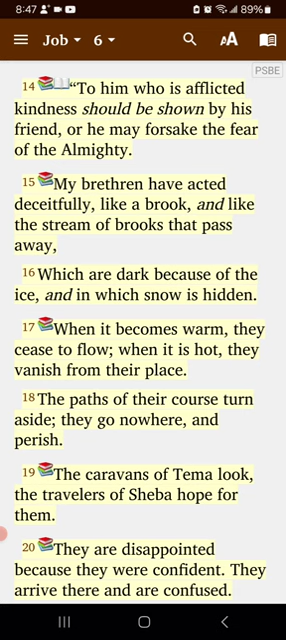 8:47
89%
Job 6
AA
PSBE
14 “To him who is afflicted
kindness should be shown by his
friend, or he may forsake the fear
of the Almighty.
15 My brethren have acted
deceitfully, like a brook, and like
the stream of brooks that pass
away,
16 Which are dark because of the
ice, and in which snow is hidden.
17 When it becomes warm, they
cease to flow; when it is hot, they
vanish from their place.
18 The paths of their course turn
aside; they go nowhere, and
perish.
19 The caravans of Tema look,
the travelers of Sheba hope for
them.
20 They are disappointed
because they were confident. They
arrive there and are confused.